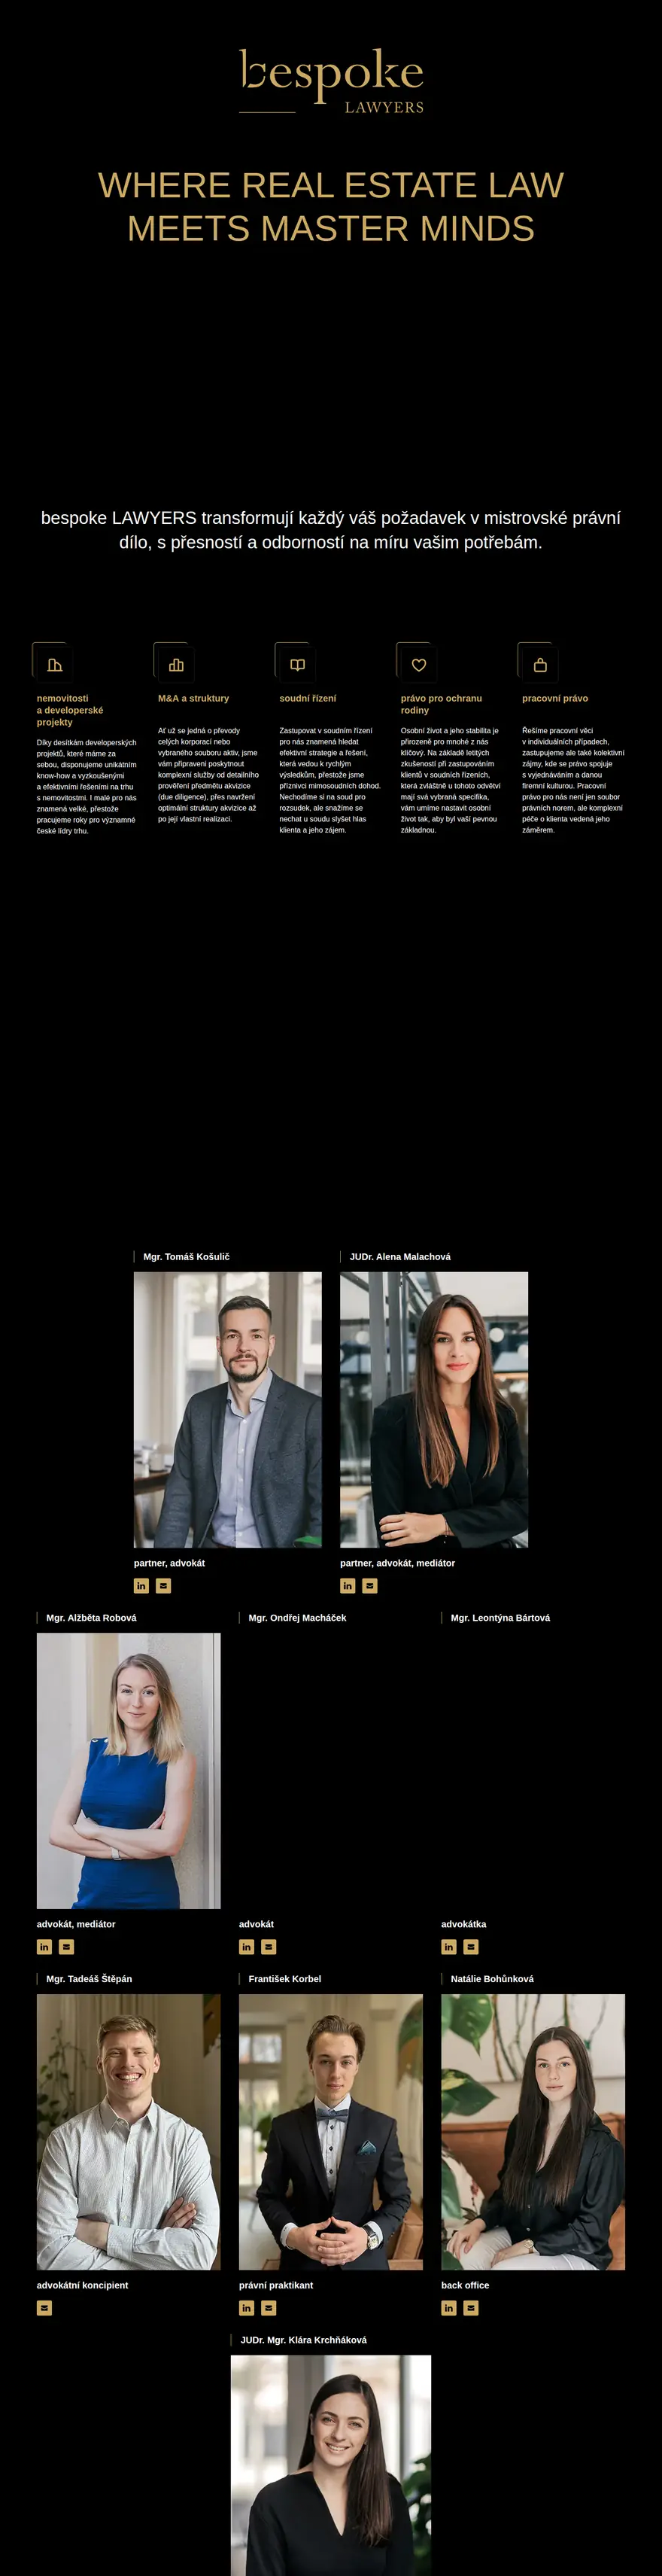 bespoke
LAWYERS
WHERE REAL ESTATE LAW
MEETS MASTER MINDS
bespoke LAWYERS transformují každý váš požadavek v mistrovské právní
dílo, s přesností a odborností na míru vašim potřebám.
nemovitosti
a developerské
projekty
Díky desítkám developerských
projektů, které máme za
sebou, disponujeme unikátním
know-how a vyzkoušenými
a efektivními řešeními na trhu
s nemovitostmi. I malé pro nás
znamená velké, přestože
pracujeme roky pro významné
české lídry trhu.
M&A a struktury
Ať už se jedná o převody
celých korporací nebo
vybraného souboru aktiv, jsme
vám připraveni poskytnout
komplexní služby od detailního
prověření předmětu akvizice
(due diligence), přes navržení
optimální struktury akvizice až
po její vlastní realizaci.
soudní řízení
Zastupovat v soudním řízení
pro nás znamená hledat
efektivní strategie a řešení,
která vedou k rychlým
výsledkům, přestože jsme
příznivci mimosoudních dohod.
Nechodíme si na soud pro
rozsudek, ale snažíme se
nechat u soudu slyšet hlas
klienta a jeho zájem.
právo pro ochranu
rodiny
Osobní život a jeho stabilita je
přirozeně pro mnohé z nás
klíčový. Na základě letitých
zkušeností při zastupováním
klientů v soudních řízeních,
která zvláště u tohoto odvětví
mají svá vybraná specifika,
vám umíme nastavit osobní
život tak, aby byl vaší pevnou
základnou.
pracovní právo
Řešíme pracovní věci
v individuálních případech,
zastupujeme ale také kolektivní
zájmy, kde se právo spojuje
s vyjednáváním a danou
firemní kulturou. Pracovní
právo pro nás není jen soubor
právních norem, ale komplexní
péče o klienta vedená jeho
záměrem.
Mgr. Tomáš Košulič
JUDr. Alena Malachová
partner, advokát
partner, advokát, mediátor
Mgr. Alžběta Robová
Mgr. Ondřej Macháček
Mgr. Leontýna Bártová
advokát, mediátor
advokát
advokátka
Mgr. Tadeáš Štěpán
František Korbel
Natálie Bohůnková
advokátní koncipient
právní praktikant
back office
JUDr. Mgr. Klára Krchňáková